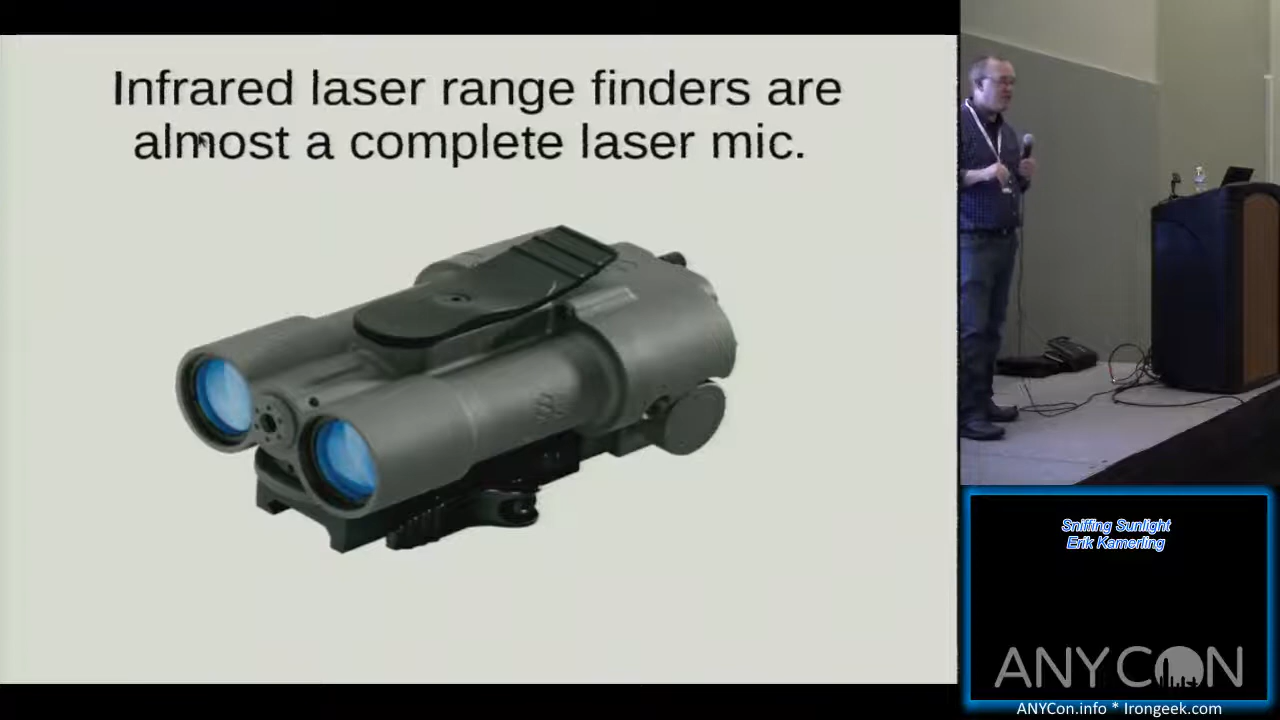 Infrared laser range finders are
almost a complete laser mic.
Sniffing Sunlight
Erik Kamerling
ANYCON
ANYCon.info * Irongeek.com